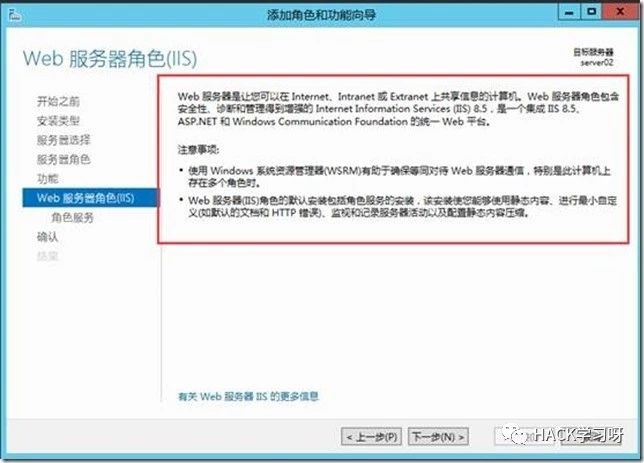 添加角色和功能向导
Web 服务器角色(IIS)
目标服务器
server02
开始之前
安装类型
服务器选择
服务器角色
功能
Web 服务器角色(IIS)
角色服务
确认
结果
Web 服务器是让您可以在 Internet、Intranet 或 Extranet 上共享信息的计算机。Web 服务器角色包含
安全性、诊断和管理得到增强的 Internet Information Services (IIS) 8.5，是一个集成 IIS 8.5、
ASP.NET 和 Windows Communication Foundation 的统一 Web 平台。
注意事项:
• 使用 Windows 系统资源管理器(WSRM)有助于确保等同对待 Web 服务器通信，特别是此计算机上
存在多个角色时。
• Web 服务器(IIS)角色的默认安装包括角色服务的安装，该安装使您能够使用静态内容、进行最小自定
义(如默认的文档和 HTTP 错误)、监视和记录服务器活动以及配置静态内容压缩。
有关 Web 服务器 IIS 的更多信息
< 上一步(P)
下一步(N) >
HACK学习呀